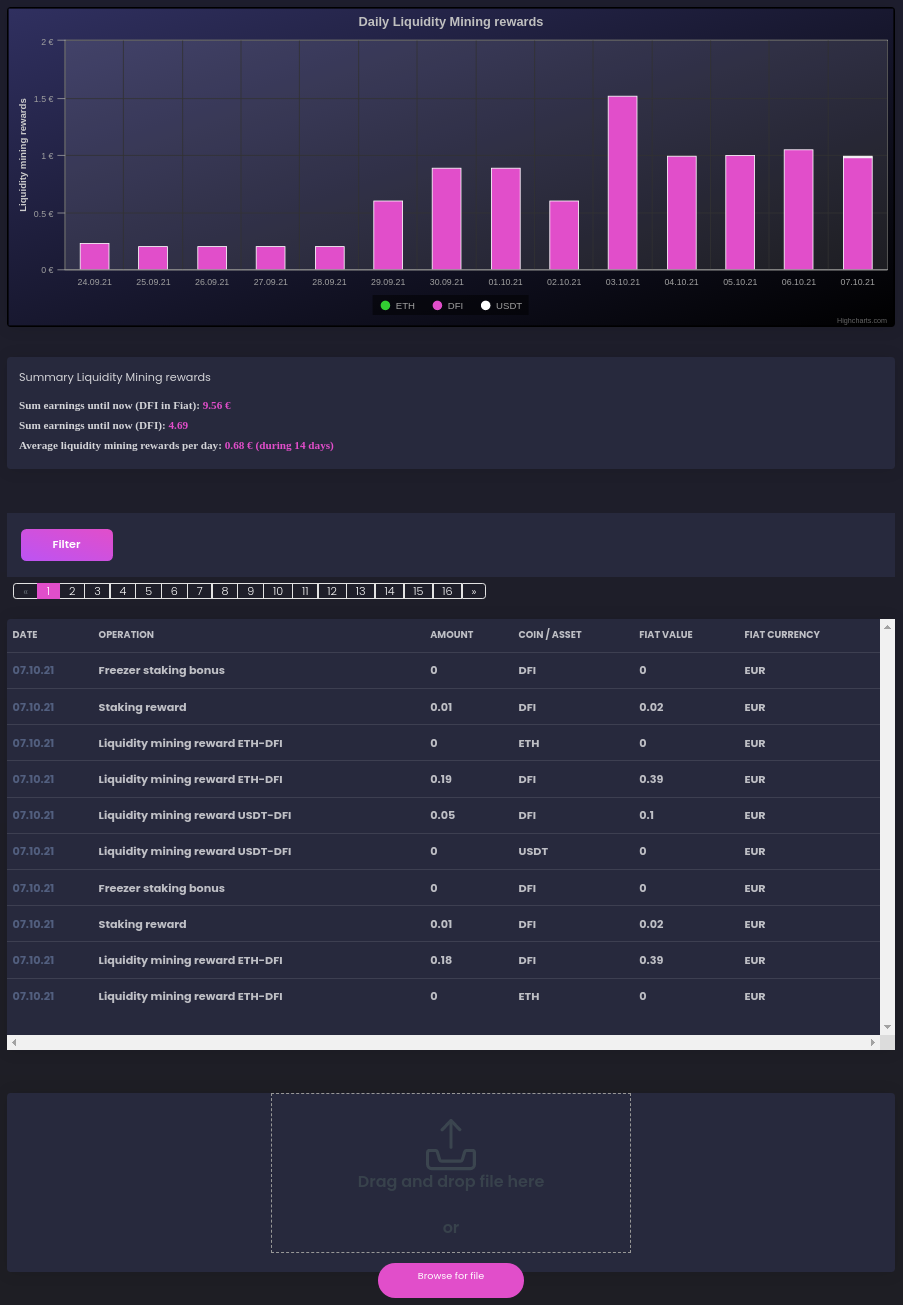 Daily Liquidity Mining rewards
Liquidity mining rewards
2 €
1.5 €
1 €
0.5 €
0 €
24.09.21 25.09.21 26.09.21 27.09.21 28.09.21 29.09.21 30.09.21 01.10.21 02.10.21 03.10.21 04.10.21 05.10.21 06.10.21 07.10.21
ETH DFI USDT
Highcharts.com
Summary Liquidity Mining rewards
Sum earnings until now (DFI in Fiat): 9.56 €
Sum earnings until now (DFI): 4.69
Average liquidity mining rewards per day: 0.68 € (during 14 days)
Filter
« 1 2 3 4 5 6 7 8 9 10 11 12 13 14 15 16 »
DATE OPERATION AMOUNT COIN / ASSET FIAT VALUE FIAT CURRENCY
07.10.21 Freezer staking bonus 0 DFI 0 EUR
07.10.21 Staking reward 0.01 DFI 0.02 EUR
07.10.21 Liquidity mining reward ETH-DFI 0 ETH 0 EUR
07.10.21 Liquidity mining reward ETH-DFI 0.19 DFI 0.39 EUR
07.10.21 Liquidity mining reward USDT-DFI 0.05 DFI 0.1 EUR
07.10.21 Liquidity mining reward USDT-DFI 0 USDT 0 EUR
07.10.21 Freezer staking bonus 0 DFI 0 EUR
07.10.21 Staking reward 0.01 DFI 0.02 EUR
07.10.21 Liquidity mining reward ETH-DFI 0.18 DFI 0.39 EUR
07.10.21 Liquidity mining reward ETH-DFI 0 ETH 0 EUR
Drag and drop file here
or
Browse for file